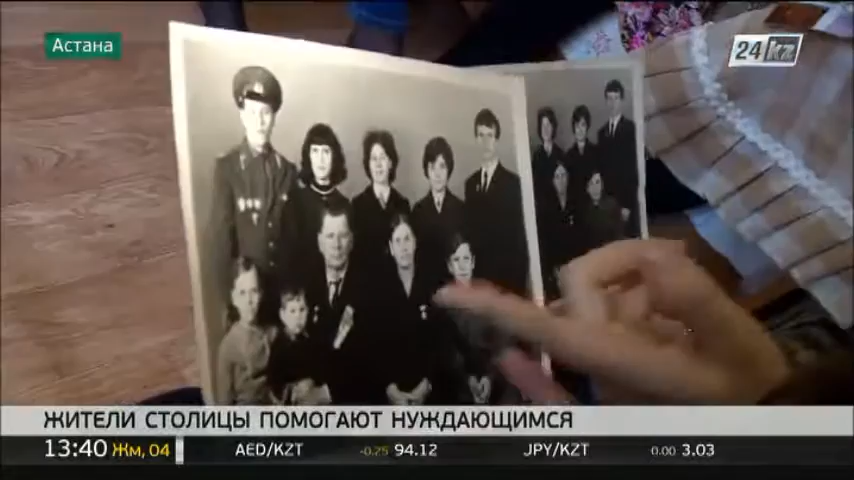 Астана
24kz
ЖИТЕЛИ СТОЛИЦЫ ПОМОГАЮТ НУЖДАЮЩИМСЯ
13:40 Жм, 04 AED/KZT -0.25 94.12 JPY/KZT 0.00 3.03